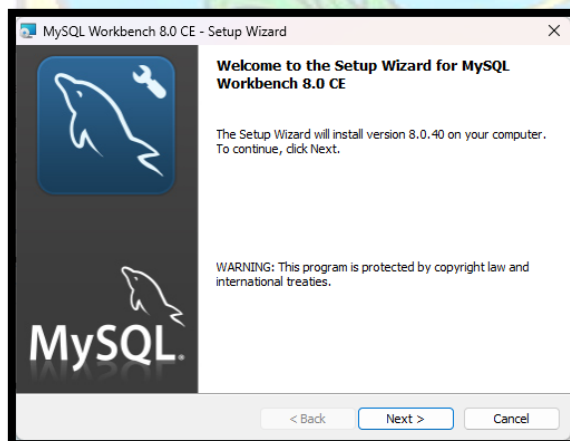 MySQL Workbench 8.0 CE - Setup Wizard
Welcome to the Setup Wizard for MySQL
Workbench 8.0 CE
The Setup Wizard will install version 8.0.40 on your computer.
To continue, click Next.
WARNING: This program is protected by copyright law and
international treaties.
MySQL.
< Back Next > Cancel